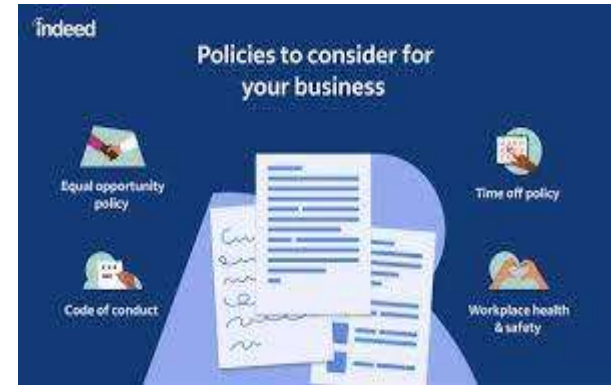 indeed
Policies to consider for
your business
Equal opportunity
policy
Time off policy
Code of conduct
Workplace health
& safety